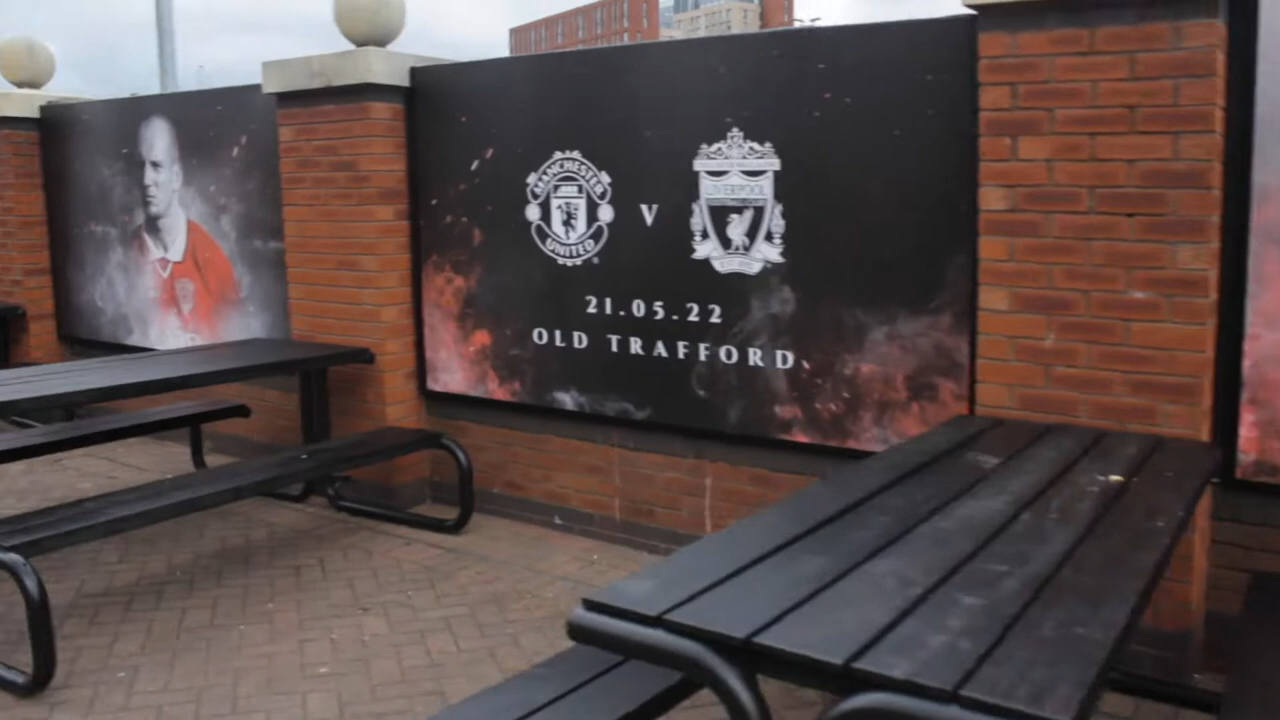 MANCHESTER
UNITED
V
LIVERPOOL
21.05.22
OLD TRAFFORD